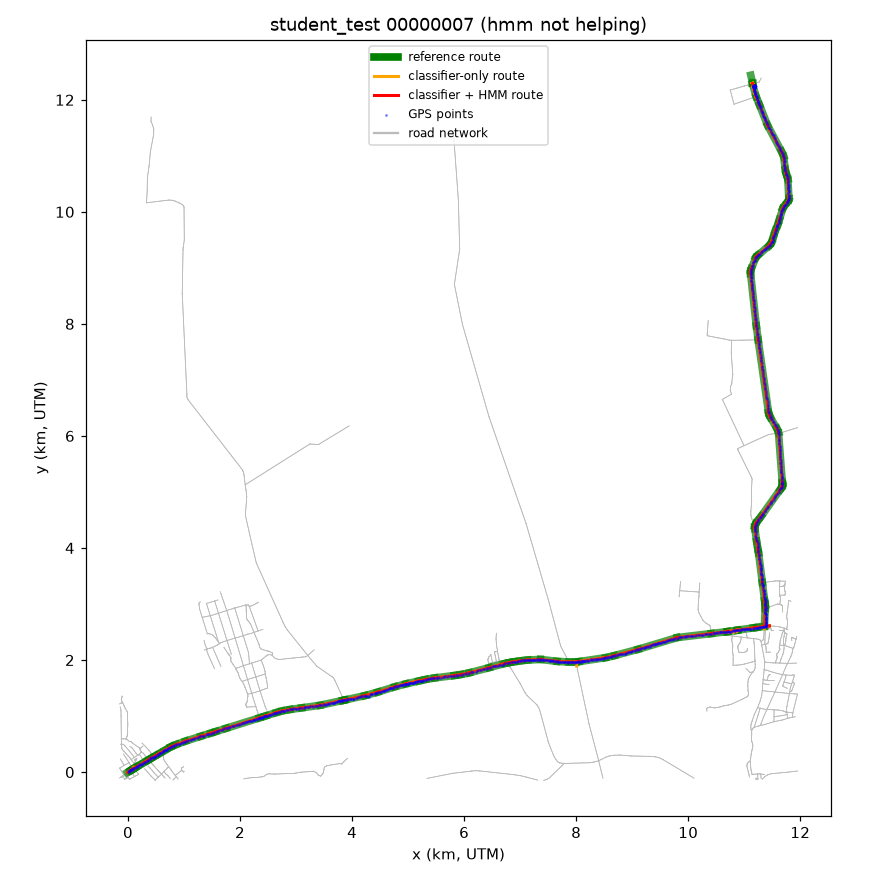 student_test 00000007 (hmm not helping)
reference route
classifier-only route
classifier + HMM route
GPS points
road network
12
10
8
6
4
2
0
y (km, UTM)
0 2 4 6 8 10 12
x (km, UTM)